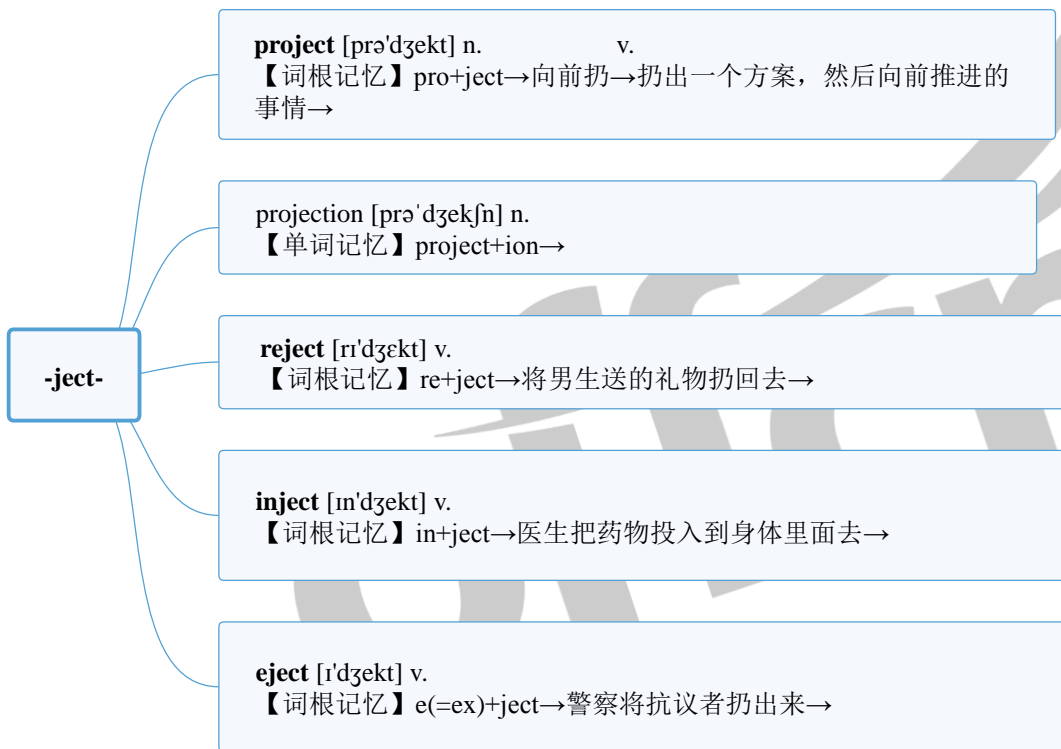 project [prə'dʒekt] n. v.
【词根记忆】pro+ject→向前扔→扔出一个方案，然后向前推进的
事情→
projection [prəˈdʒekʃn] n.
【单词记忆】project+ion→
-ject-
reject [rɪ'dʒɛkt] v.
【词根记忆】re+ject→将男生送的礼物扔回去→
inject [ɪn'dʒekt] v.
【词根记忆】in+ject→医生把药物投入到身体里面去→
eject [ɪ'dʒekt] v.
【词根记忆】e(=ex)+ject→警察将抗议者扔出来→